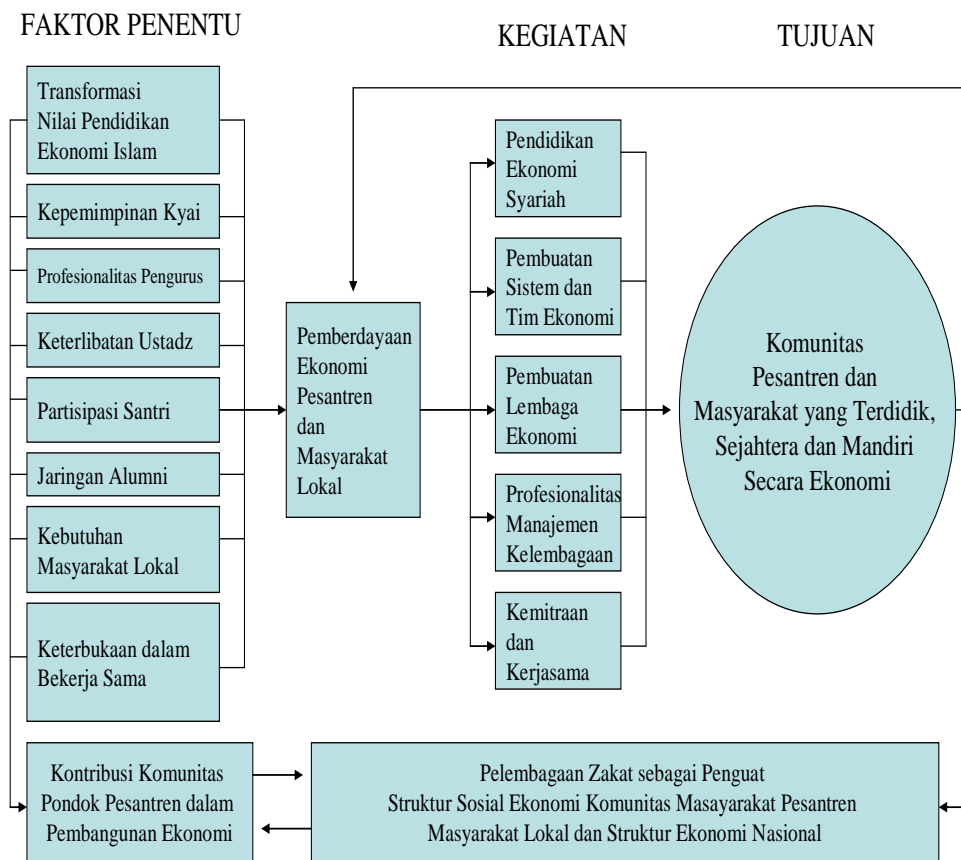 FAKTOR PENENTU
KEGIATAN
TUJUAN
Transformasi
Nilai Pendidikan
Ekonomi Islam
Kepemimpinan Kyai
Profesionalitas Pengurus
Keterlibatan Ustadz
Partisipasi Santri
Jaringan Alumni
Kebutuhan
Masyarakat Lokal
Keterbukaan dalam
Bekerja Sama
Pemberdayaan
Ekonomi
Pesantren
dan
Masyarakat
Lokal
Pendidikan
Ekonomi
Syariah
Pembuatan
Sistem dan
Tim Ekonomi
Pembuatan
Lembaga
Ekonomi
Profesionalitas
Manajemen
Kelembagaan
Kemitraan
dan
Kerjasama
Komunitas
Pesantren dan
Masyarakat yang Terdidik,
Sejahtera dan Mandiri
Secara Ekonomi
Kontribusi Komunitas
Pondok Pesantren dalam
Pembangunan Ekonomi
Pelembagaan Zakat sebagai Penguat
Struktur Sosial Ekonomi Komunitas Masayarakat Pesantren
Masyarakat Lokal dan Struktur Ekonomi Nasional